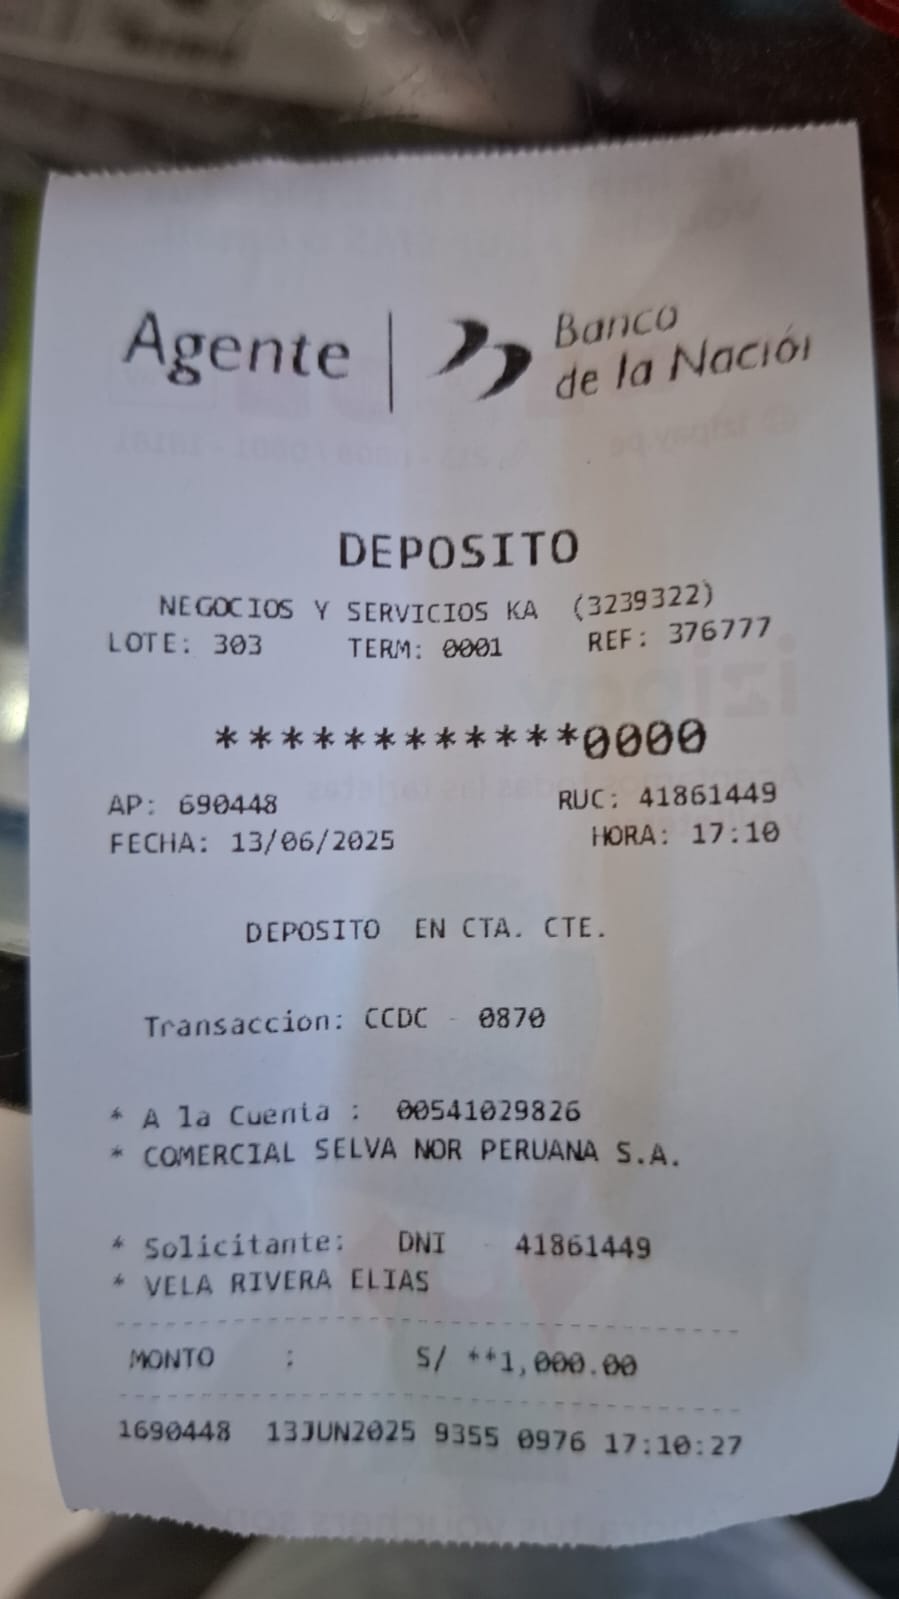 Agente | Banco
de la Nación
DEPOSITO
NEGOCIOS Y SERVICIOS KA (3239322)
LOTE: 303 TERM: 0001 REF: 376777
************0000
AP: 690448 RUC: 41861449
FECHA: 13/06/2025 HORA: 17:10
DEPOSITO EN CTA. CTE.
Transaccion: CCDC - 0870
* A la Cuenta : 00541029826
* COMERCIAL SELVA NOR PERUANA S.A.
* Solicitante: DNI - 41861449
* VELA RIVERA ELIAS
MONTO : S/ **1,000.00
1690448 13JUN2025 9355 0976 17:10:27